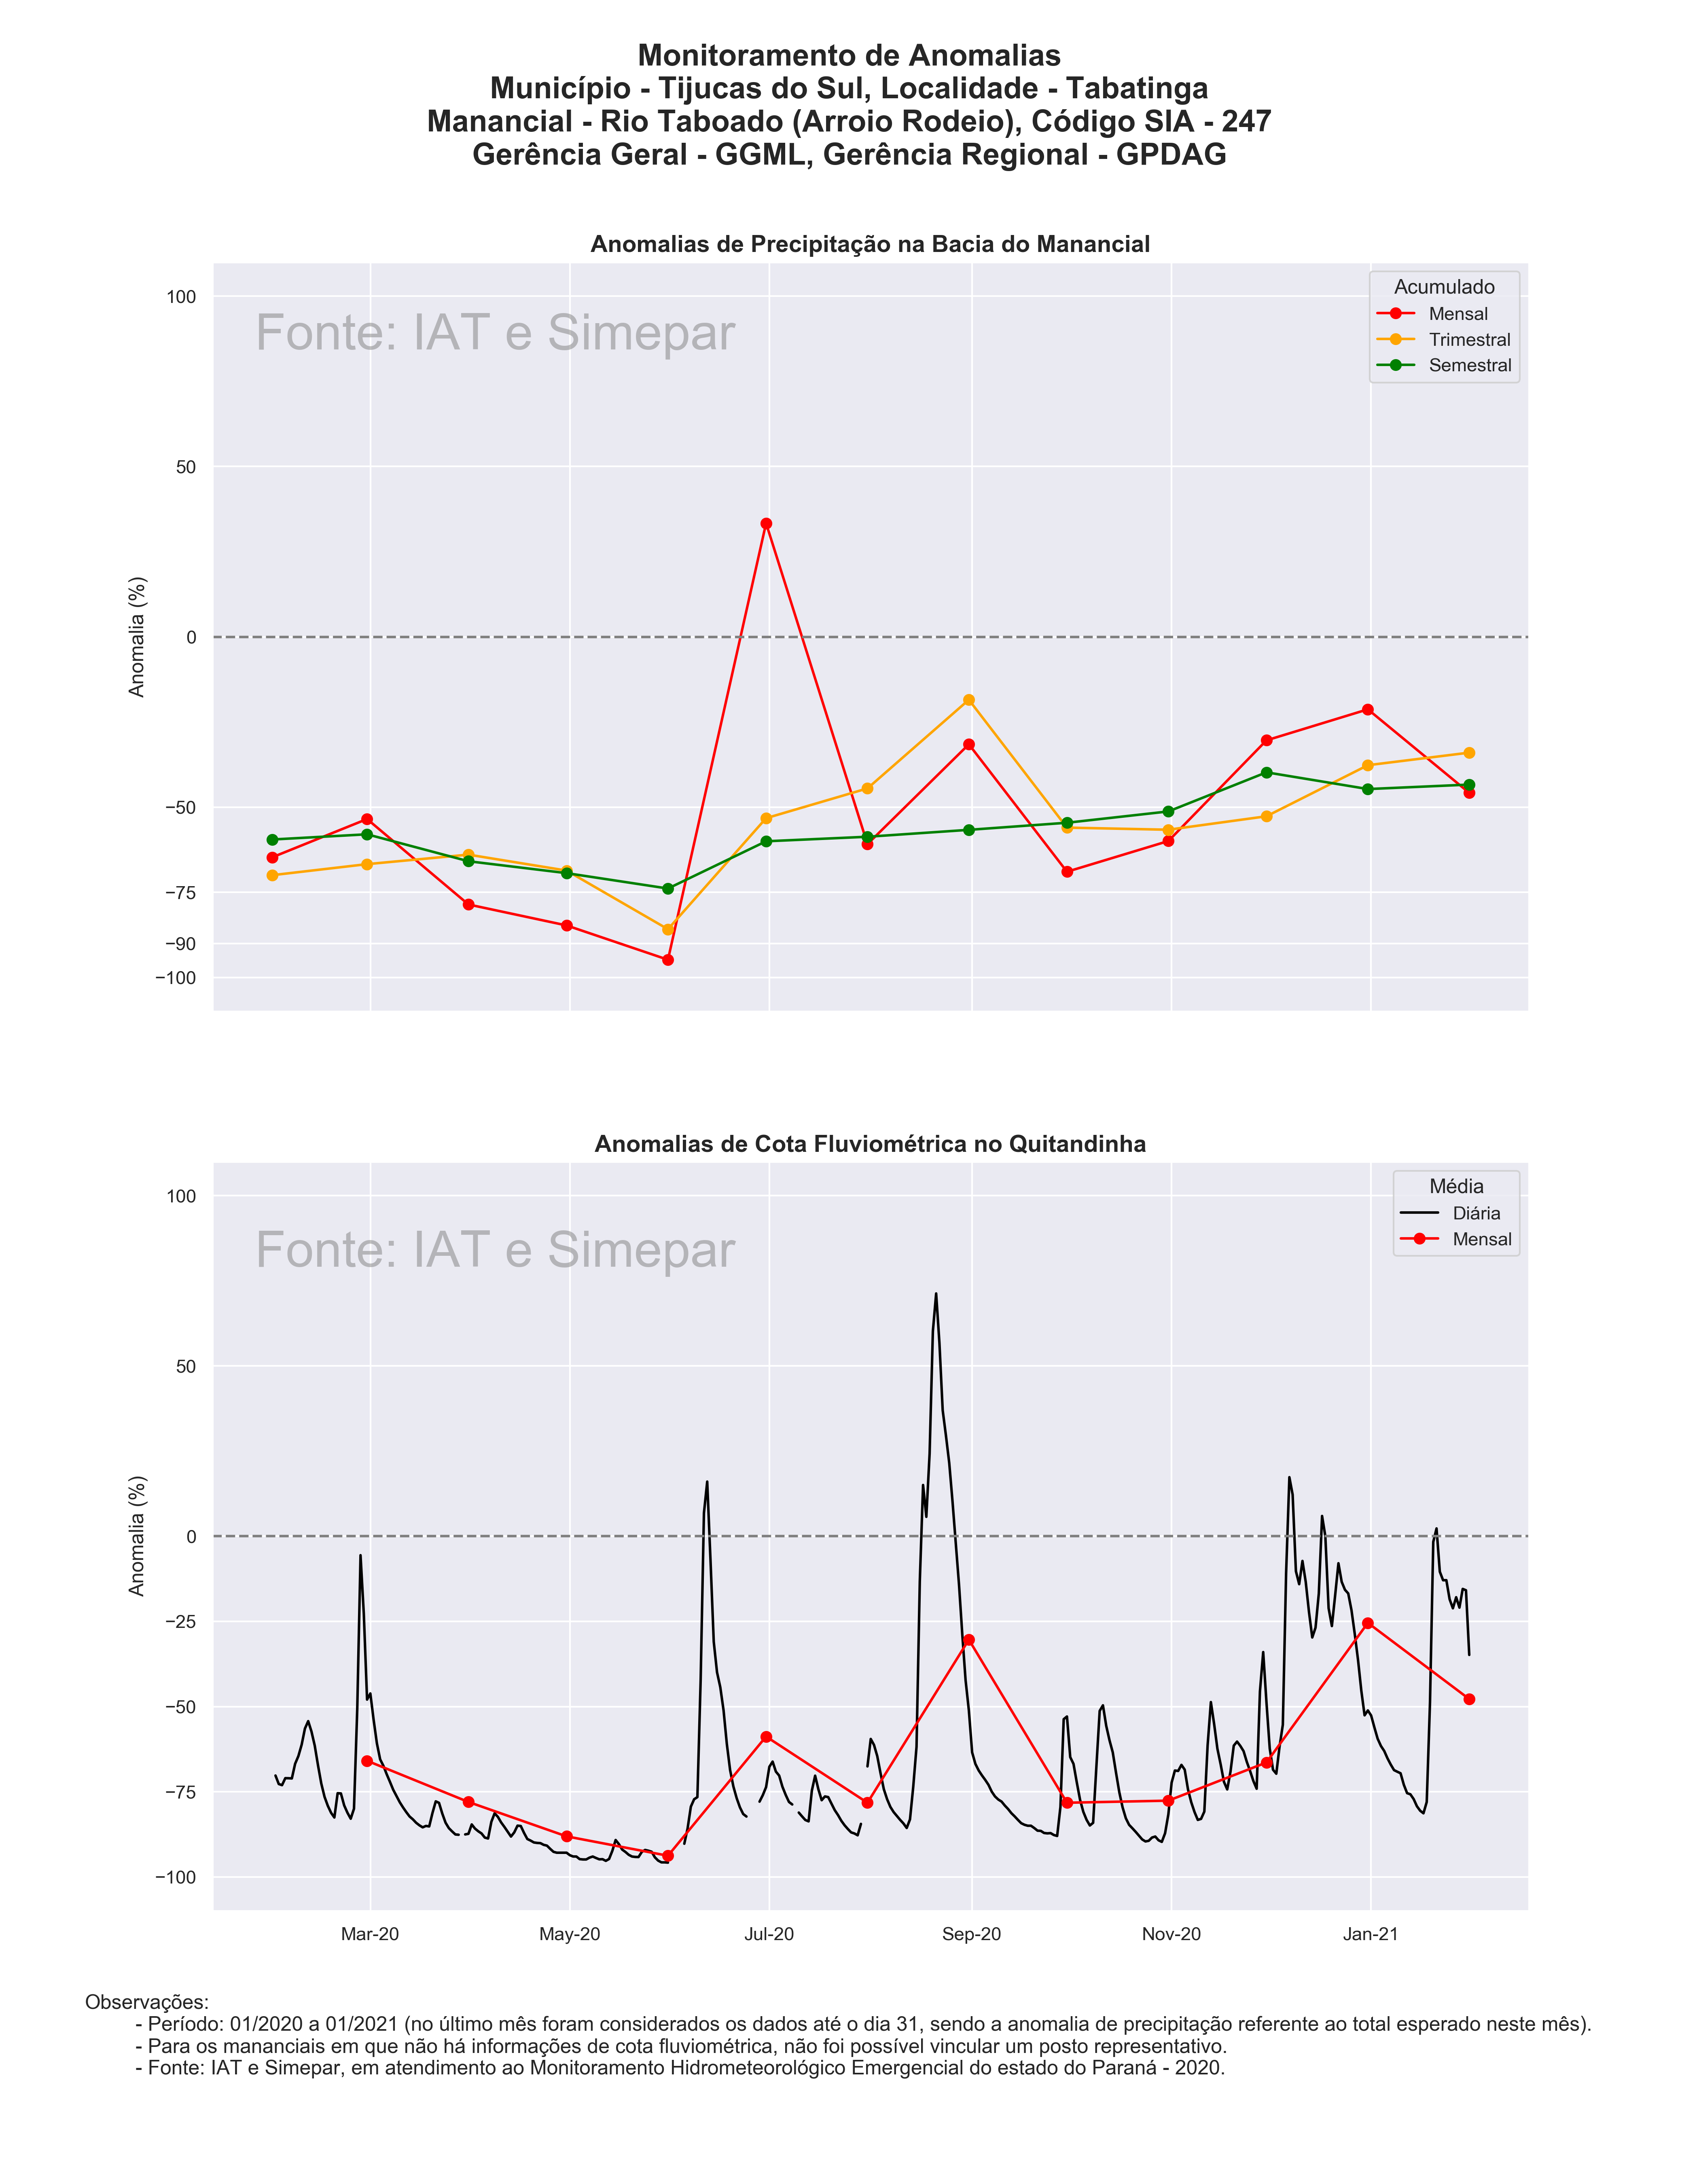 Monitoramento de Anomalias
Município - Tijucas do Sul, Localidade - Tabatinga
Manancial - Rio Taboado (Arroio Rodeio), Código SIA - 247
Gerência Geral - GGML, Gerência Regional - GPDAG
Anomalias de Precipitação na Bacia do Manancial
Fonte: IAT e Simepar
Acumulado
Mensal
Trimestral
Semestral
Anomalia (%)
100
50
0
−50
−75
−90
−100
Anomalias de Cota Fluviométrica no Quitandinha
Fonte: IAT e Simepar
Média
Diária
Mensal
Anomalia (%)
100
50
0
−25
−50
−75
−100
Mar-20 May-20 Jul-20 Sep-20 Nov-20 Jan-21
Observações:
- Período: 01/2020 a 01/2021 (no último mês foram considerados os dados até o dia 31, sendo a anomalia de precipitação referente ao total esperado neste mês).
- Para os mananciais em que não há informações de cota fluviométrica, não foi possível vincular um posto representativo.
- Fonte: IAT e Simepar, em atendimento ao Monitoramento Hidrometeorológico Emergencial do estado do Paraná - 2020.